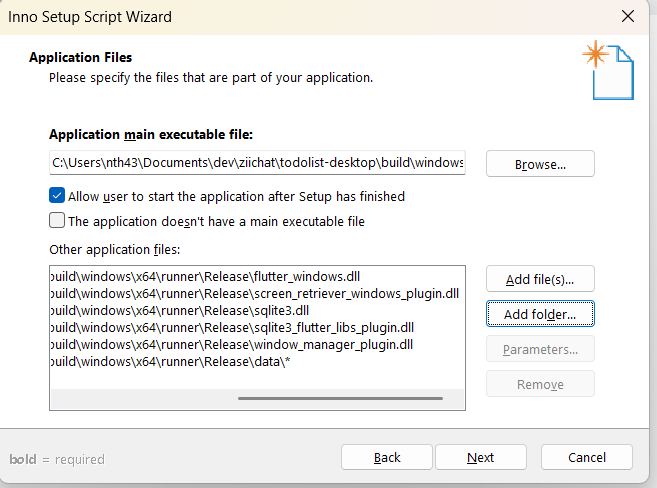 Inno Setup Script Wizard
Application Files
Please specify the files that are part of your application.
Application main executable file:
C:\Users\nth43\Documents\dev\ziichat\todolist-desktop\build\windows
Browse...
Allow user to start the application after Setup has finished
The application doesn't have a main executable file
Other application files:
build\windows\x64\runner\Release\flutter_windows.dll
build\windows\x64\runner\Release\screen_retriever_windows_plugin.dll
build\windows\x64\runner\Release\sqlite3.dll
build\windows\x64\runner\Release\sqlite3_flutter_libs_plugin.dll
build\windows\x64\runner\Release\window_manager_plugin.dll
build\windows\x64\runner\Release\data\*
Add file(s)...
Add folder...
Parameters...
Remove
bold = required
Back
Next
Cancel